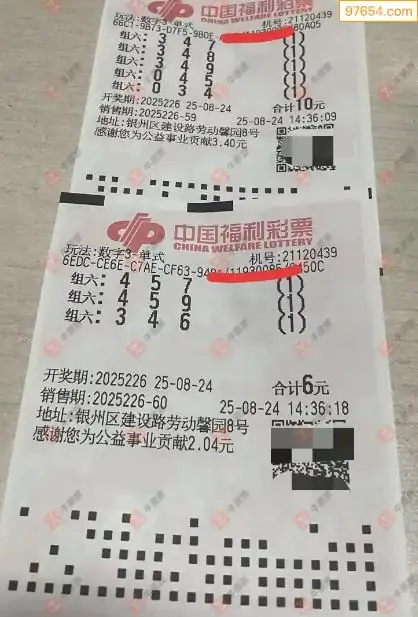 97654.com
中国福利彩票
CHINA WELFARE LOTTERY
玩法:数字3-单式
机号:21120439
组六: 3 4 7 (1)
组六: 3 4 8 (1)
组六: 3 4 9 (1)
组六: 0 4 5 (1)
组六: 0 3 4 (1)
开奖期:2025226 25-08-24 合计10元
销售期:2025226-59 25-08-24 14:36:09
地址:银州区建设路劳动馨园8号
感谢您为公益事业贡献3.40元
中国福利彩票
CHINA WELFARE LOTTERY
玩法:数字3-单式
机号:21120439
6EDC-CE6E-C7AE-CF63
组六: 4 5 7 (1)
组六: 4 5 9 (1)
组六: 3 4 6 (1)
开奖期:2025226 25-08-24 合计6元
销售期:2025226-60 25-08-24 14:36:18
地址:银州区建设路劳动馨园8号
感谢您为公益事业贡献2.04元